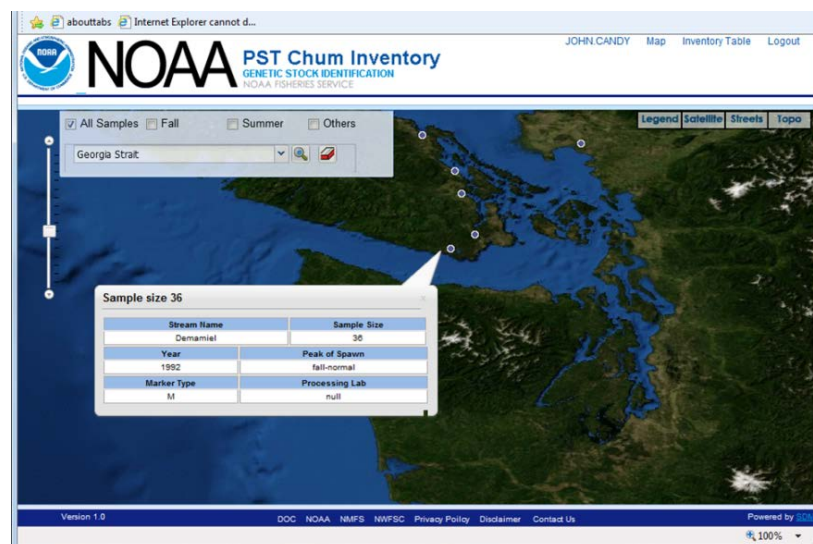 abouttabs Internet Explorer cannot d...
NOAA
JOHN.CANDY Map Inventory Table Logout
NOAA
PST Chum Inventory
GENETIC STOCK IDENTIFICATION
NOAA FISHERIES SERVICE
All Samples Fall Summer Others
Legend Satellite Streets Topo
Georgia Strait
Sample size 36
Stream Name Sample Size
Demamiel 36
Year Peak of Spawn
1992 fall-normal
Marker Type Processing Lab
M null
Version 1.0 DOC NOAA NMFS NWFSC Privacy Policy Disclaimer Contact Us Powered by
100%